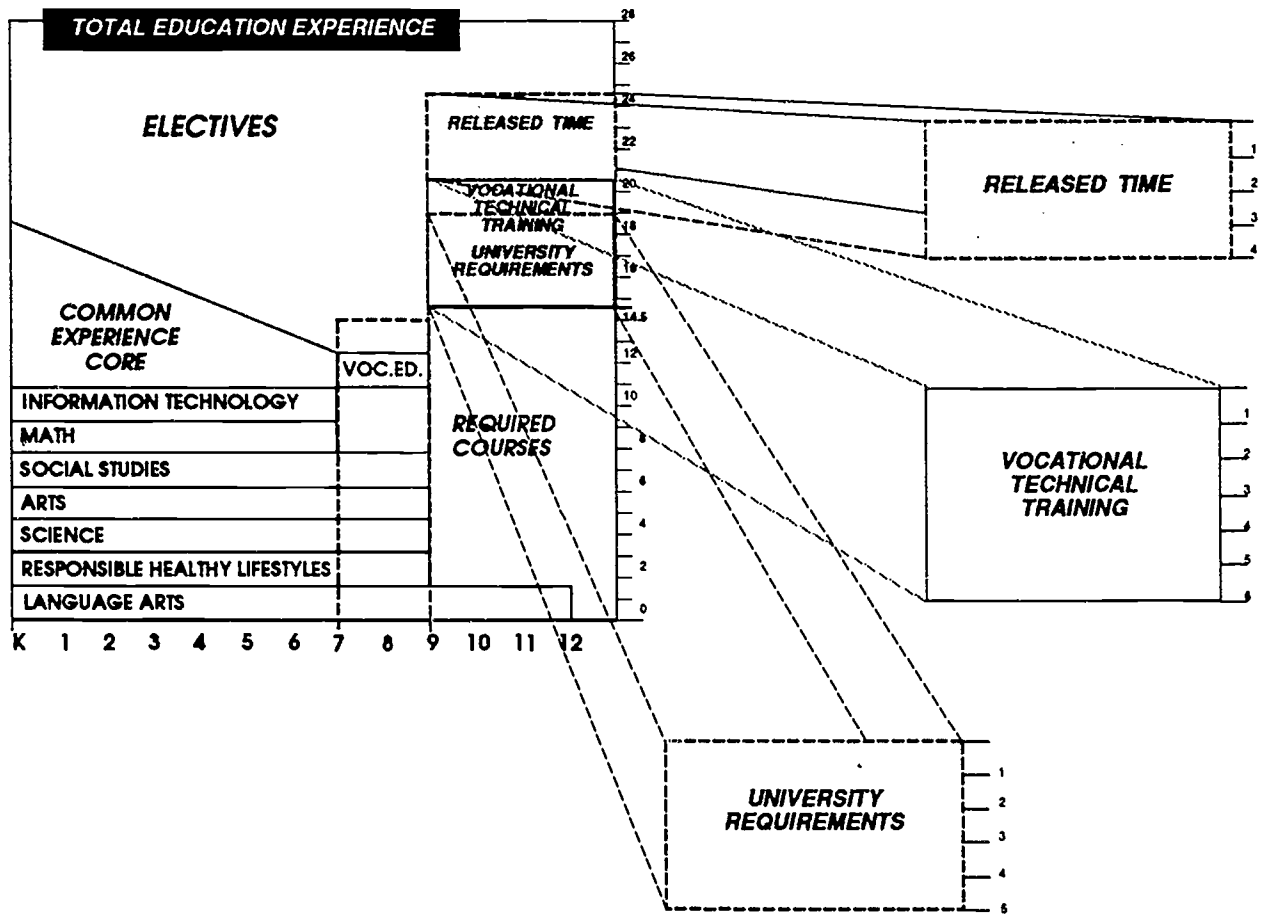 TOTAL EDUCATION EXPERIENCE
ELECTIVES
RELEASED TIME
VOCATIONAL
TECHNICAL
TRAINING
UNIVERSITY
REQUIREMENTS
COMMON
EXPERIENCE
CORE
VOC.ED.
INFORMATION TECHNOLOGY
MATH
SOCIAL STUDIES
ARTS
SCIENCE
RESPONSIBLE HEALTHY LIFESTYLES
LANGUAGE ARTS
REQUIRED
COURSES
K 1 2 3 4 5 6 7 8 9 10 11 12
28
26
24
22
20
18
16
14.5
12
10
8
6
4
2
0
RELEASED TIME
1
2
3
4
VOCATIONAL
TECHNICAL
TRAINING
1
2
3
4
5
6
UNIVERSITY
REQUIREMENTS
1
2
3
4
5